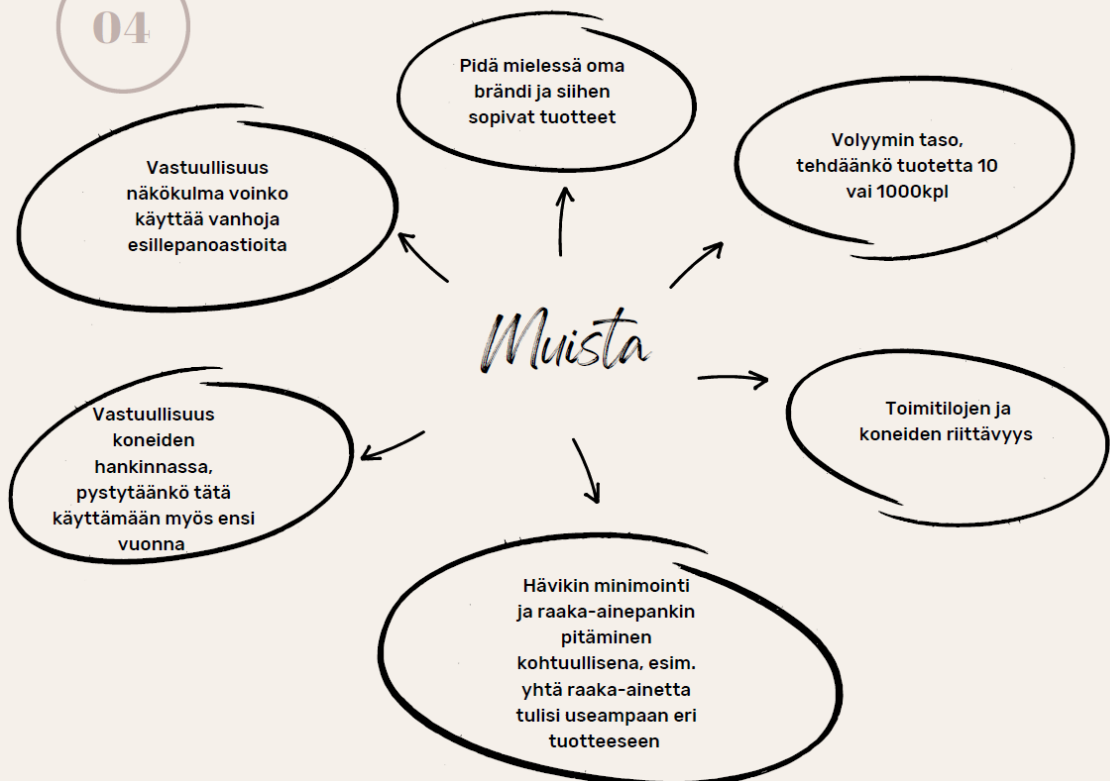 04
Pidä mielessä oma
brändi ja siihen
sopivat tuotteet
Vastuullisuus
näkökulma voinko
käyttää vanhoja
esillepanoastioita
Volyymin taso,
tehdäänkö tuotetta 10
vai 1000kpl
Muista
Vastuullisuus
koneiden
hankinnassa,
pystytäänkö tätä
käyttämään myös ensi
vuonna
Toimitilojen ja
koneiden riittävyys
Hävikin minimointi
ja raaka-ainepankin
pitäminen
kohtuullisena, esim.
yhtä raaka-ainetta
tulisi useampaan eri
tuotteeseen